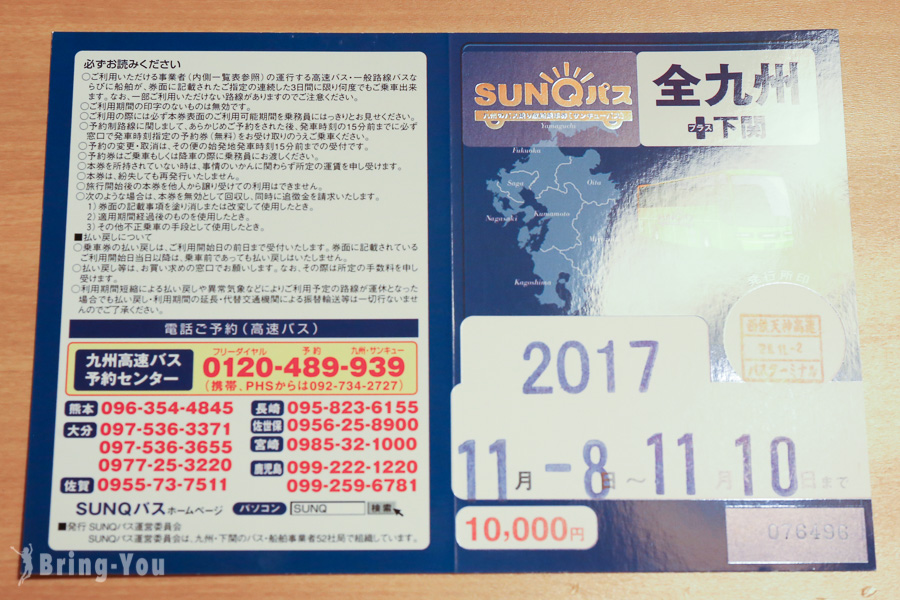 必ずお読みください
○ご利用いただける事業者(内側一覧表参照)の運行する高速バス・一般路線バスな
らびに船舶が、券面に記載されたご指定の連続した3日間に限り何度でもご乗車出来
ます。なお、一部ご利用いただけない路線がありますのでご注意ください。
○ご利用期間の印字のないものは無効です。
○ご利用の際には必ず本券表面のご利用可能期間を乗務員にはっきりとお見せください。
○予約制路線に関しまして、あらかじめご予約をされた後、発車時刻の15分前までに必ず
窓口で発車時刻指定の予約券(無料)をお受け取りのうえご乗車ください。
○予約の変更・取消は、その便の始発地発車時刻15分前までの受付です。
○予約券はご乗車もしくは降車の際に乗務員にお渡しください。
○本券を所持されていない時は、事情のいかんに関わらず所定の運賃を申し受けます。
○本券は、紛失しても再発行いたしません。
○旅行開始後の本券を他人から譲り受けての利用はできません。
○次のような場合は、本券を無効として回収し、同時に追徴金を請求いたします。
1)券面の記載事項を塗り消しまたは改変して使用したとき。
2)適用期間経過後のものを使用したとき。
3)その他不正乗車の手段として使用したとき。
■払い戻しについて
○乗車券の払い戻しは、ご利用開始日の前日まで受付いたします。券面に記載されている
ご利用開始日当日以降は、乗車前であっても払い戻しはいたしません。
○払い戻し等は、お買い求めの窓口でお願いします。なお、その際は所定の手数料を申し
受けます。
○利用期間短縮による払い戻しや異常気象などによりご利用予定の路線が運休となった
場合でも払い戻し・利用期間の延長・代替交通機関による振替輸送等は一切行ないませ
んのでご了承ください。
電話ご予約(高速バス)
九州高速バス
予約センター
フリーダイヤル 予約 九州・サンキュー
0120-489-939
(携帯、PHSからは092-734-2727)
熊本 096-354-4845
大分 097-536-3371
097-536-3655
0977-25-3220
佐賀 0955-73-7511
長崎 095-823-6155
佐世保 0956-25-8900
宮崎 0985-32-1000
鹿児島 099-222-1220
099-259-6781
SUNQパスホームページ パソコン SUNQ 検索
■発行 SUNQパス運営委員会
SUNQパス運営委員会は、九州・下関のバス・船舶事業者52社局で組織しています。
SUNQパス
全九州
プラス
+下関
Yamaguchi
Fukuoka
Saga
Oita
Nagasaki
Kumamoto
Kagoshima
西鉄天神高速
バスターミナル
2017
11月-8日~11月10日まで
10,000円
076496
Bring-You